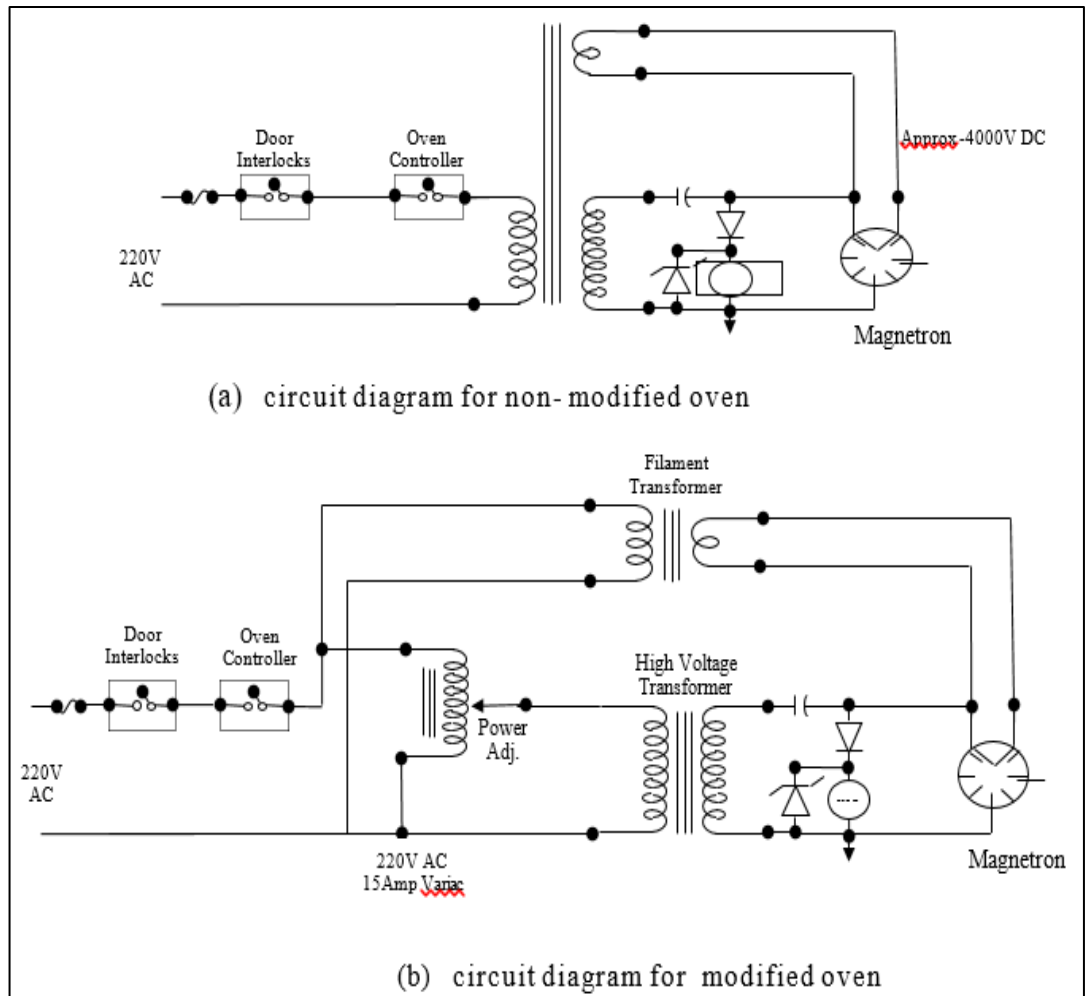 Door
Interlocks
Oven
Controller
Approx -4000V DC
220V
AC
Magnetron
(a) circuit diagram for non- modified oven
Filament
Transformer
Door
Interlocks
Oven
Controller
High Voltage
Transformer
Power
Adj.
220V
AC
220V AC
15Amp Variac
Magnetron
(b) circuit diagram for modified oven